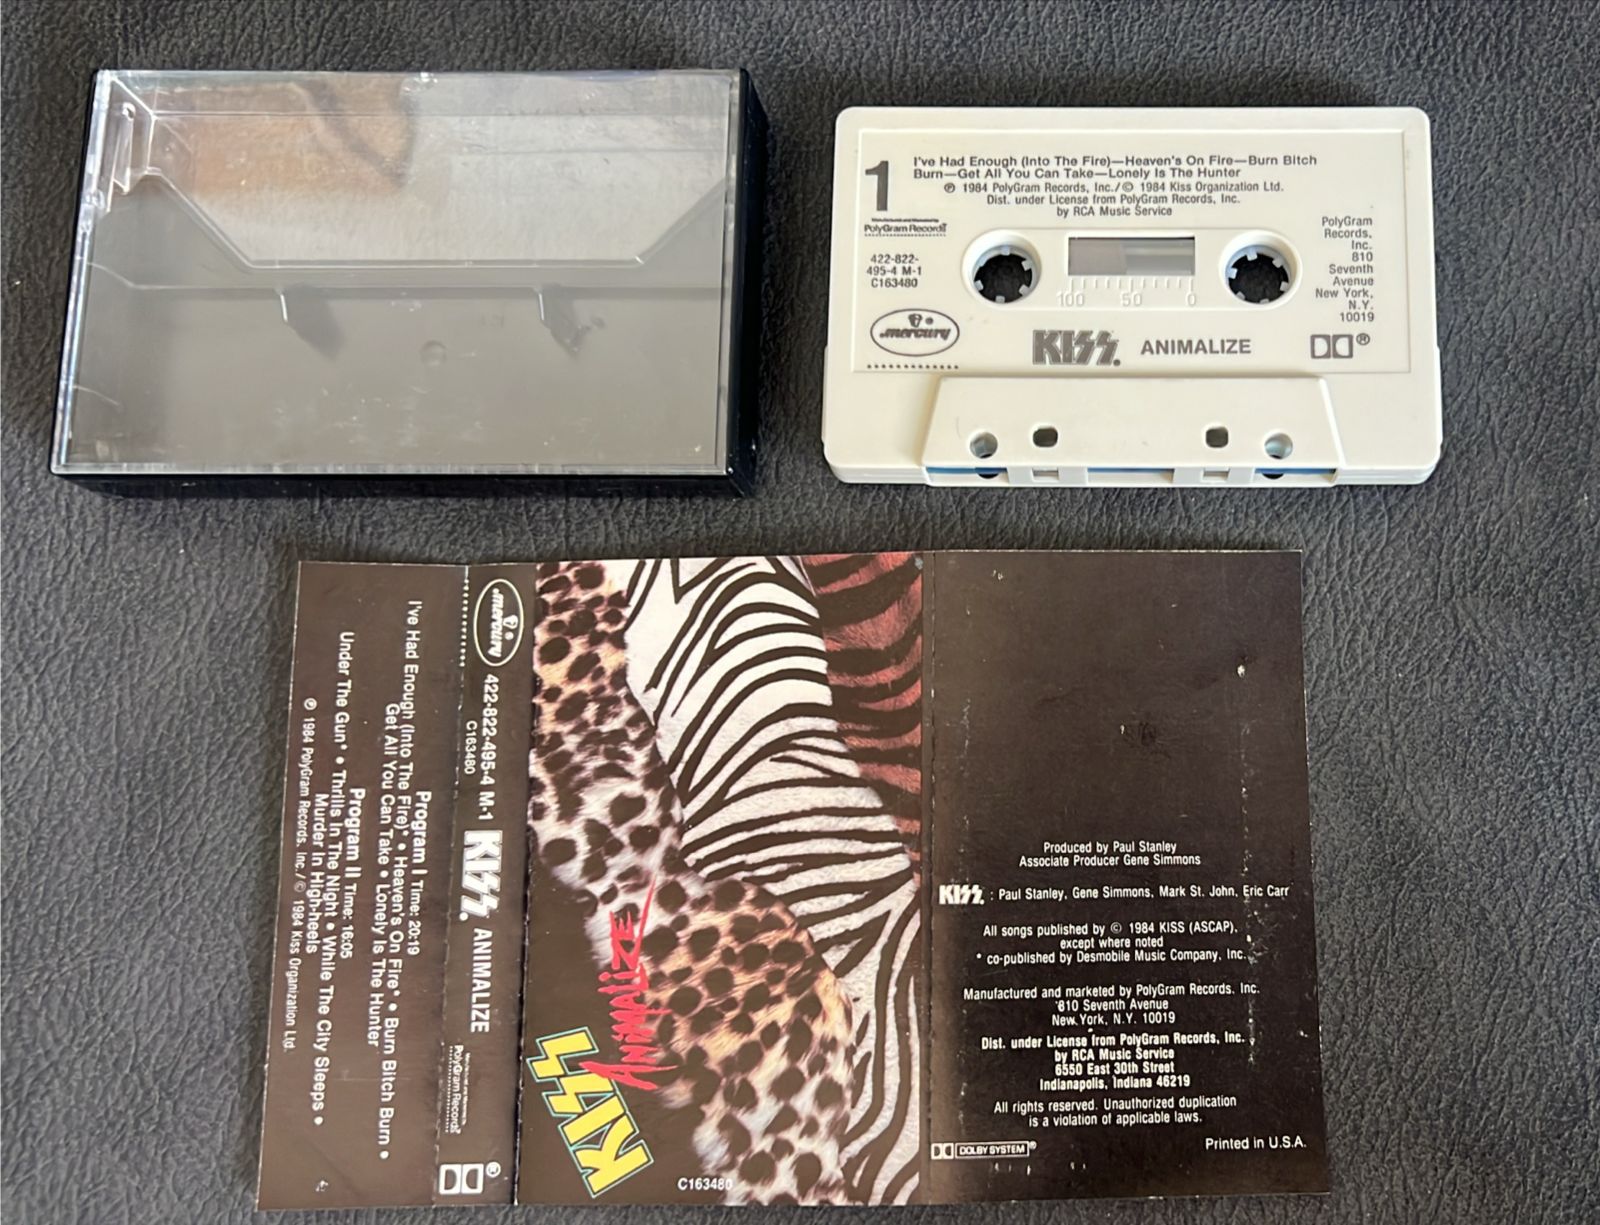 1
I've Had Enough (Into The Fire)—Heaven's On Fire—Burn Bitch
Burn—Get All You Can Take—Lonely Is The Hunter
℗ 1984 PolyGram Records, Inc./© 1984 Kiss Organization Ltd.
Dist. under License from PolyGram Records, Inc.
by RCA Music Service
Manufactured and Marketed by
PolyGram Records
422-822-
495-4 M-1
C163480
PolyGram
Records,
Inc.
810
Seventh
Avenue
New York,
N.Y.
10019
100 50 0
mercury
KISS. ANIMALIZE
®
Program I Time: 20:19
I've Had Enough (Into The Fire)* • Heaven's On Fire* • Burn Bitch Burn •
Get All You Can Take • Lonely Is The Hunter
Program II Time: 16:05
Under The Gun* • Thrills In The Night • While The City Sleeps •
Murder In High-heels
℗ 1984 PolyGram Records, Inc./© 1984 Kiss Organization Ltd.
mercury
422-822-495-4 M-1
C163480
KISS. ANIMALIZE
Manufactured and Marketed by
PolyGram Records
®
ANIMALIZE
KISS
C163480
Produced by Paul Stanley
Associate Producer Gene Simmons
KISS. : Paul Stanley, Gene Simmons, Mark St. John, Eric Carr
All songs published by © 1984 KISS (ASCAP),
except where noted
* co-published by Desmobile Music Company, Inc.
Manufactured and marketed by PolyGram Records, Inc.
810 Seventh Avenue
New York, N.Y. 10019
Dist. under License from PolyGram Records, Inc.
by RCA Music Service
6550 East 30th Street
Indianapolis, Indiana 46219
All rights reserved. Unauthorized duplication
is a violation of applicable laws.
DOLBY SYSTEM®
Printed in U.S.A.